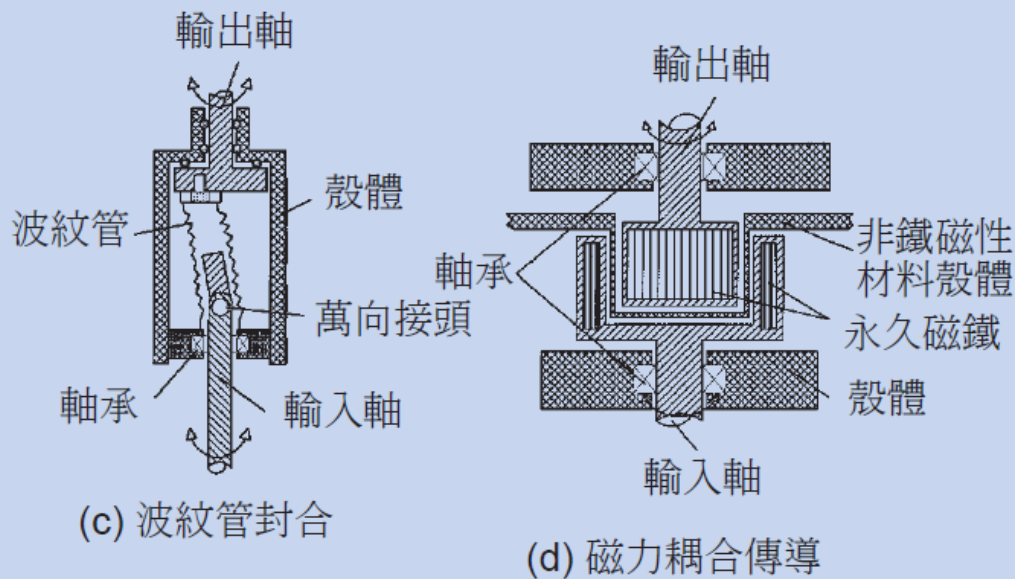 輸出軸
殼體
波紋管
萬向接頭
軸承
輸入軸
(c) 波紋管封合
輸出軸
軸承
非鐵磁性
材料殼體
永久磁鐵
殼體
輸入軸
(d) 磁力耦合傳導